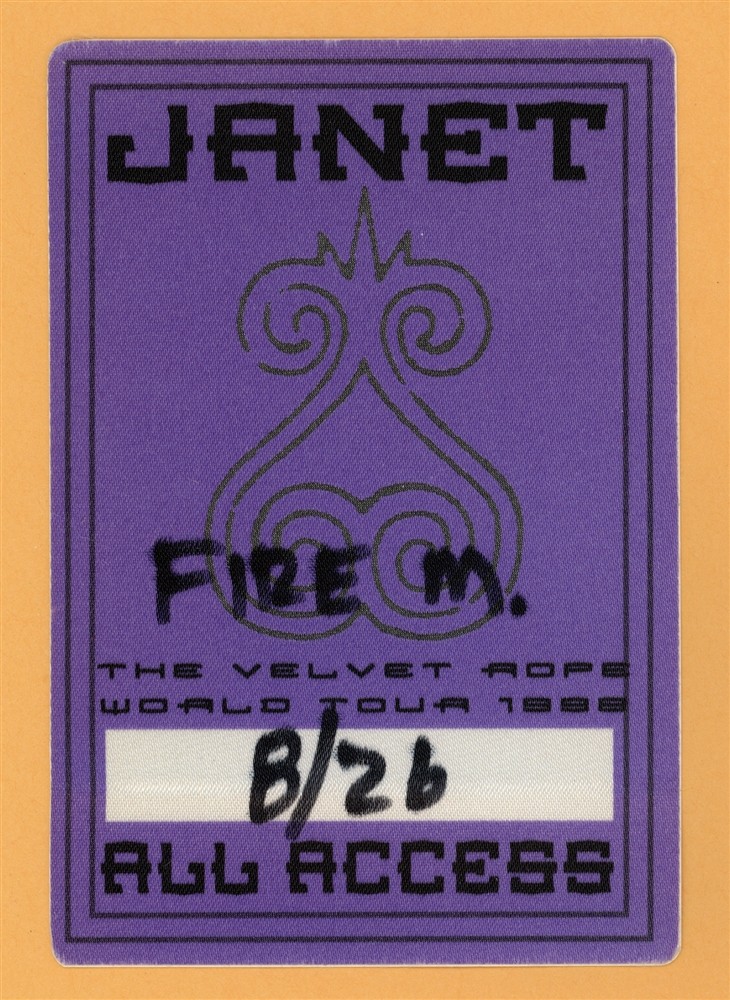 JANET
FIRE M.
THE VELVET ROPE
WORLD TOUR 1998
8/26
ALL ACCESS